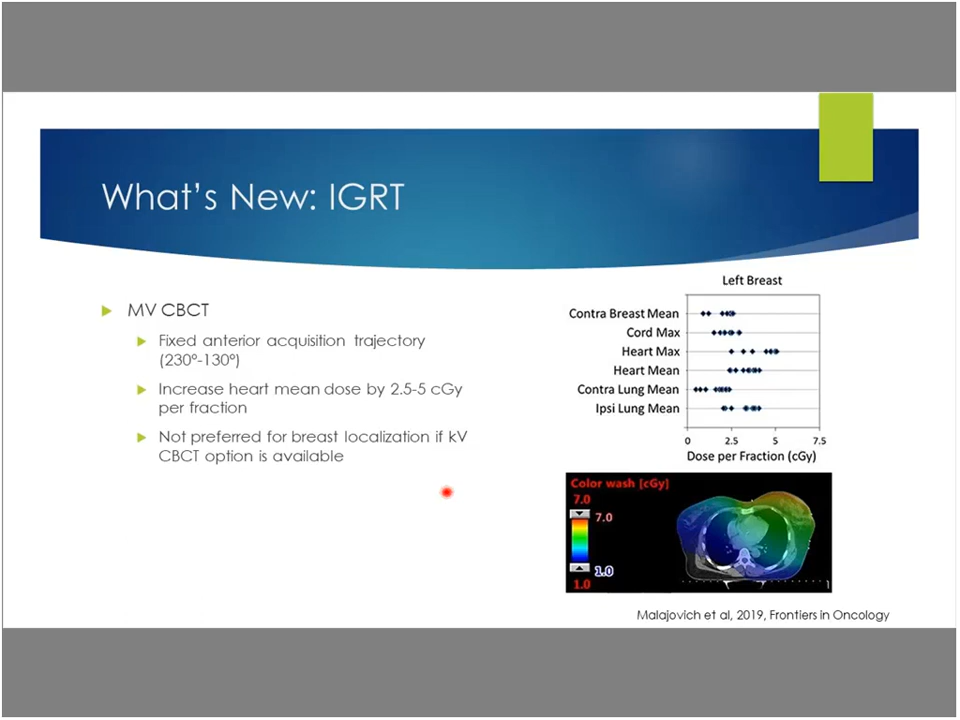 What's New: IGRT
MV CBCT
Fixed anterior acquisition trajectory
(230°-130°)
Increase heart mean dose by 2.5-5 cGy
per fraction
Not preferred for breast localization if kV
CBCT option is available
Left Breast
Contra Breast Mean
Cord Max
Heart Max
Heart Mean
Contra Lung Mean
Ipsi Lung Mean
0 2.5 5 7.5
Dose per Fraction (cGy)
Color wash [cGy]
7.0
7.0
1.0
1.0
Malajovich et al, 2019, Frontiers in Oncology